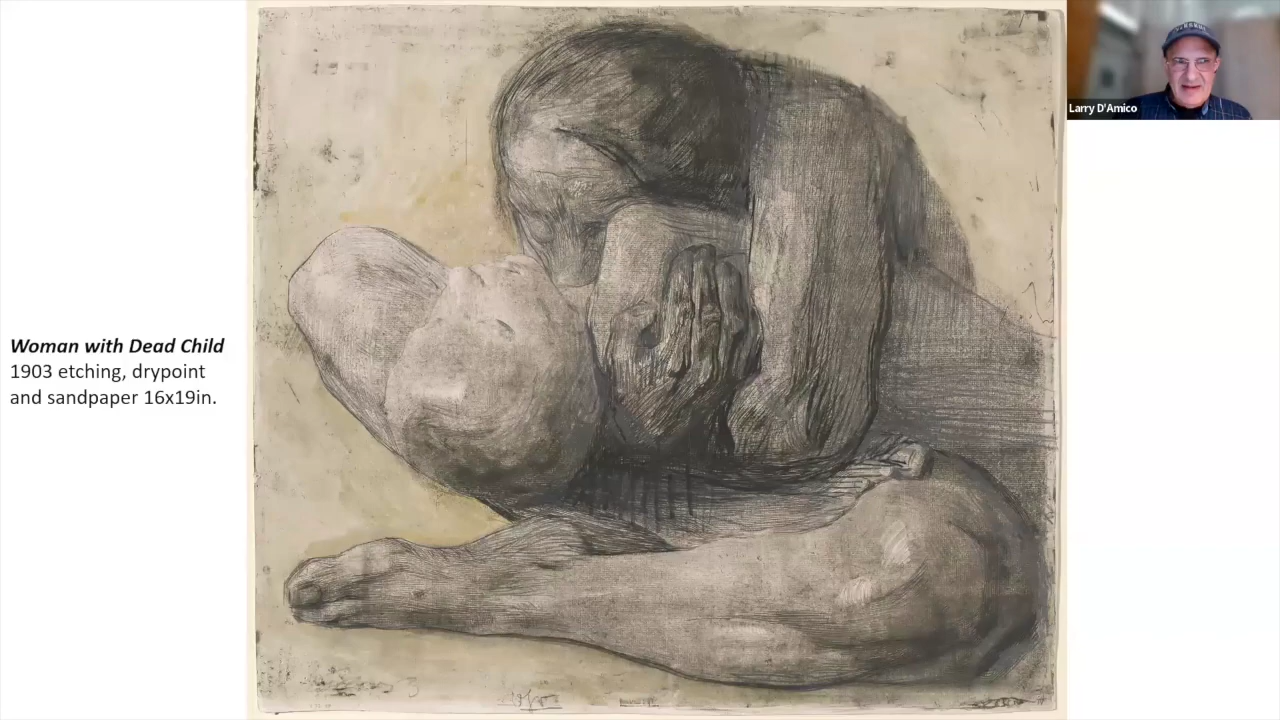 Woman with Dead Child
1903 etching, drypoint
and sandpaper 16x19in.
Larry D'Amico